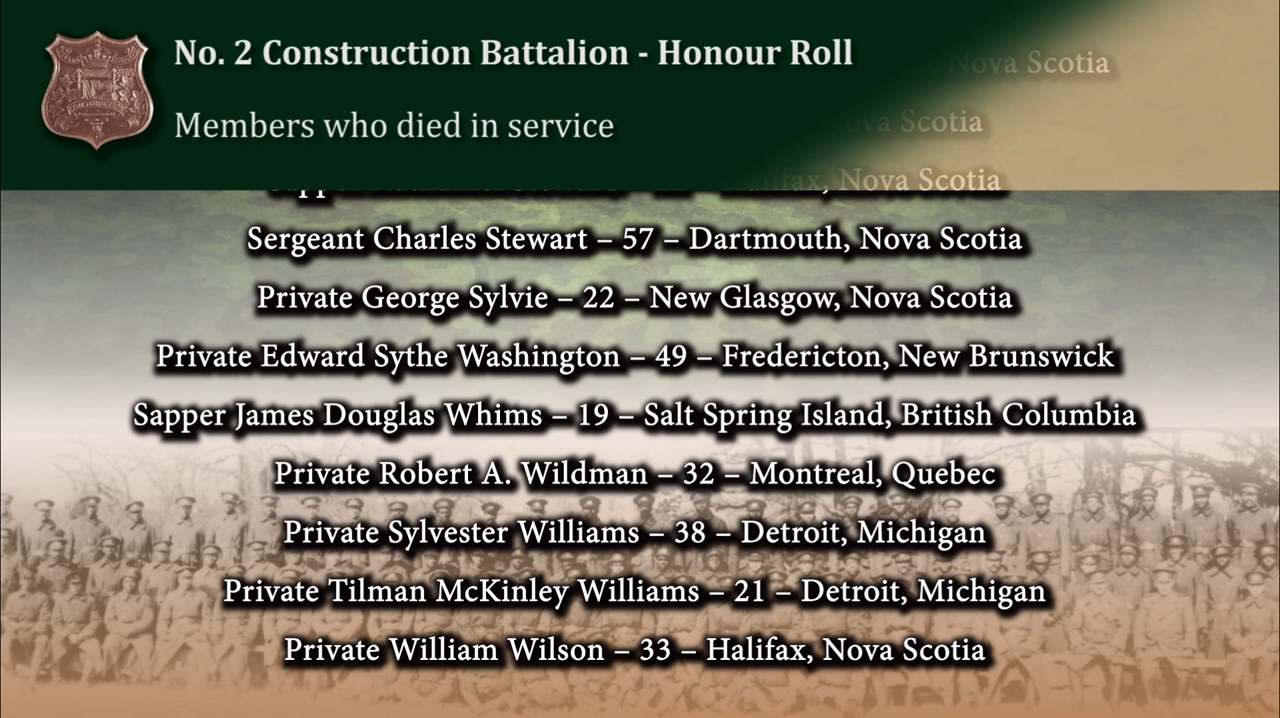 No. 2 Construction Battalion - Honour Roll
Members who died in service
Nova Scotia
Scotia
Halifax, Nova Scotia
Sergeant Charles Stewart – 57 – Dartmouth, Nova Scotia
Private George Sylvie – 22 – New Glasgow, Nova Scotia
Private Edward Sythe Washington – 49 – Fredericton, New Brunswick
Sapper James Douglas Whims – 19 – Salt Spring Island, British Columbia
Private Robert A. Wildman – 32 – Montreal, Quebec
Private Sylvester Williams – 38 – Detroit, Michigan
Private Tilman McKinley Williams – 21 – Detroit, Michigan
Private William Wilson – 33 – Halifax, Nova Scotia